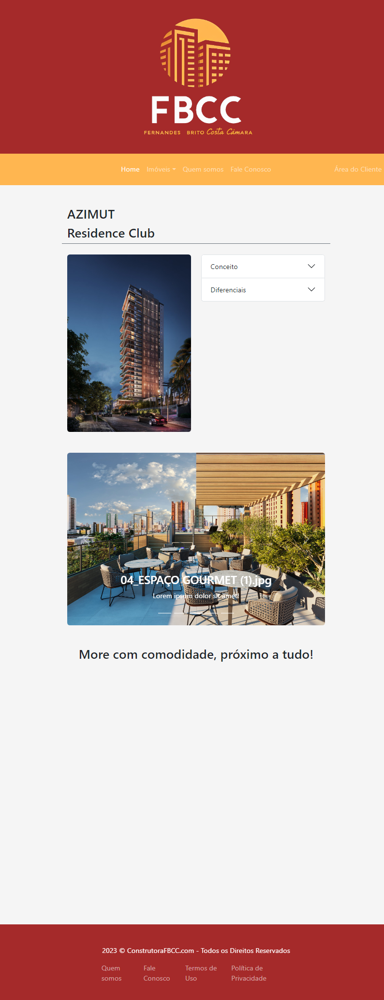 FBCC
FERNANDES BRITO Costa Câmara
Home Imóveis Quem somos Fale Conosco Área do Cliente
AZIMUT
Residence Club
Conceito
Diferenciais
04_ESPAÇO GOURMET (1).jpg
Lorem ipsum dolor sit amet!
More com comodidade, próximo a tudo!
2023 © ConstrutoraFBCC.com - Todos os Direitos Reservados
Quem somos
Fale Conosco
Termos de Uso
Política de Privacidade